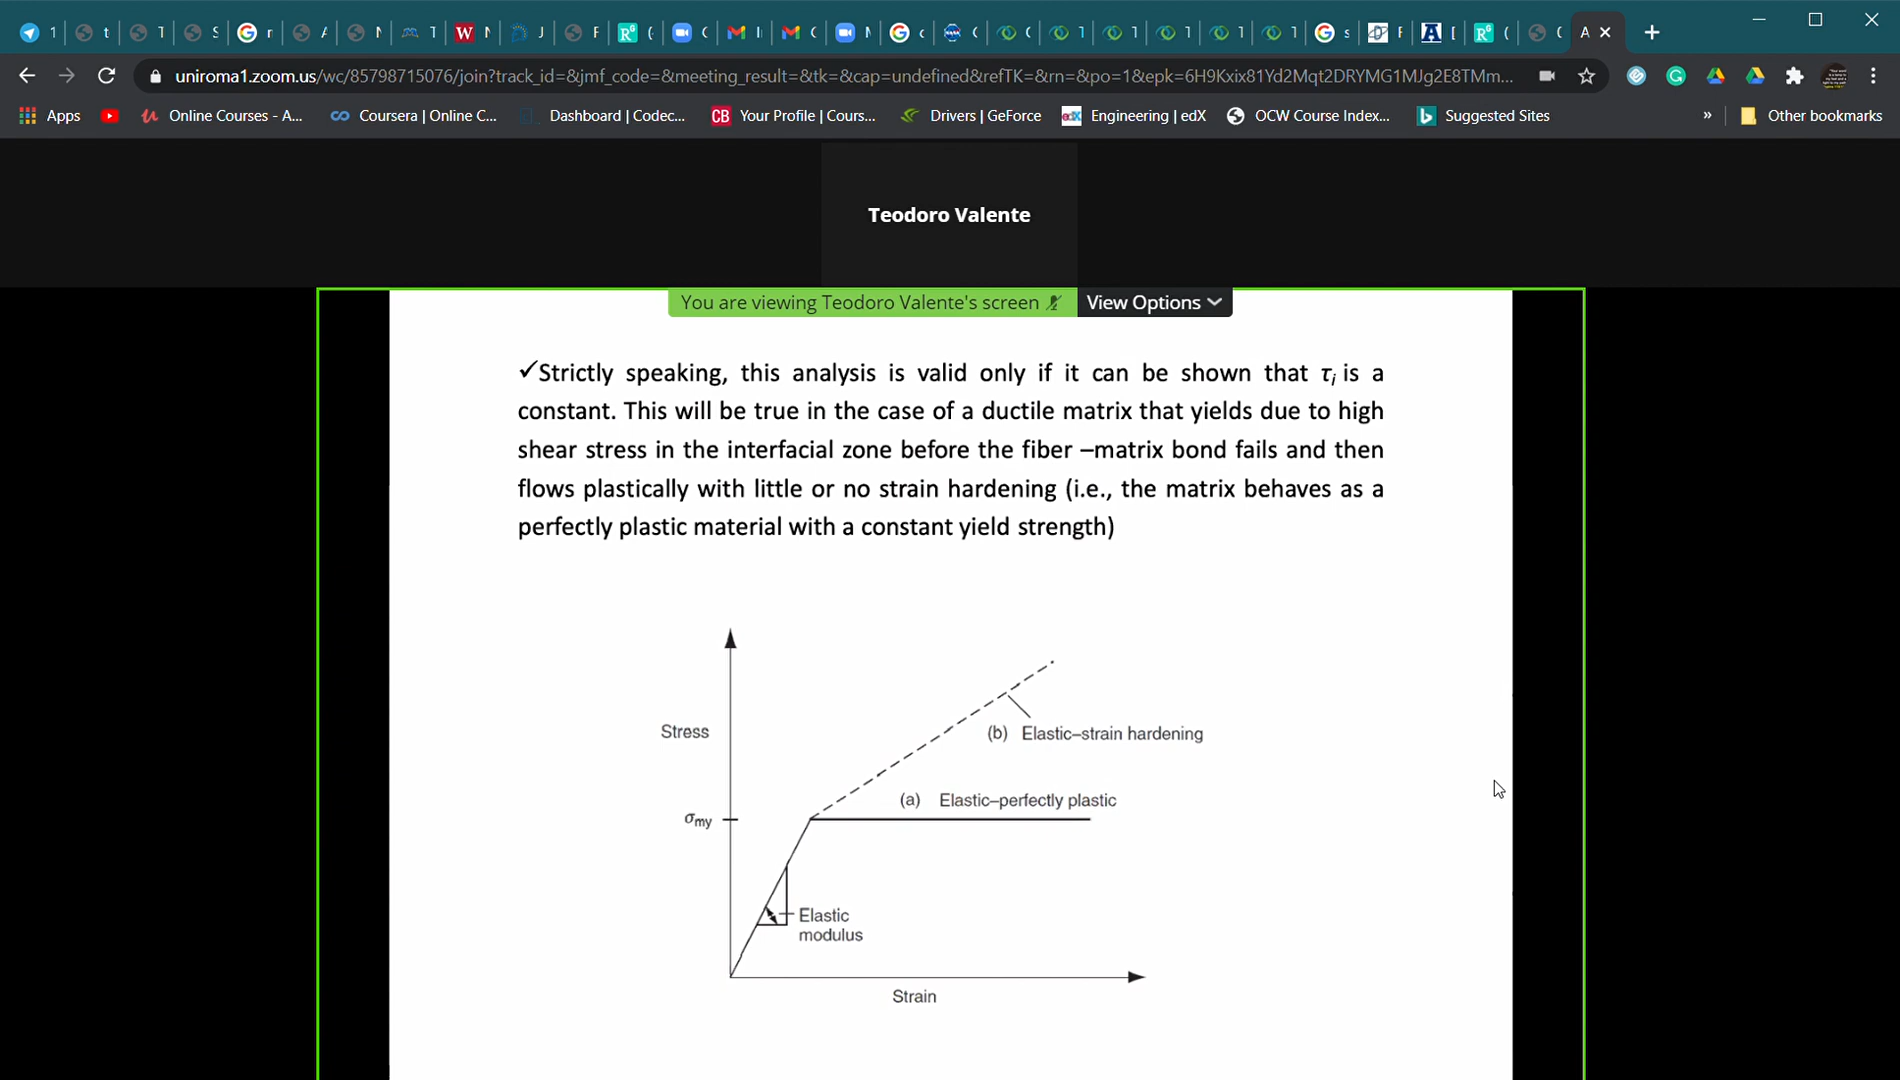 uniroma1.zoom.us/wc/85798715076/join?track_id=&jmf_code=&meeting_result=&tk=&cap=undefined&refTK=&rn=&po=1&epk=6H9Kxix81Yd2Mqt2DRYMG1MJg2E8TMm...
Apps Online Courses - A... Coursera | Online C... Dashboard | Codec... Your Profile | Cours... Drivers | GeForce Engineering | edX OCW Course Index... Suggested Sites » Other bookmarks
Teodoro Valente
You are viewing Teodoro Valente's screen View Options
✓Strictly speaking, this analysis is valid only if it can be shown that τi is a
constant. This will be true in the case of a ductile matrix that yields due to high
shear stress in the interfacial zone before the fiber –matrix bond fails and then
flows plastically with little or no strain hardening (i.e., the matrix behaves as a
perfectly plastic material with a constant yield strength)
Stress
(b) Elastic–strain hardening
(a) Elastic–perfectly plastic
σmy
Elastic
modulus
Strain